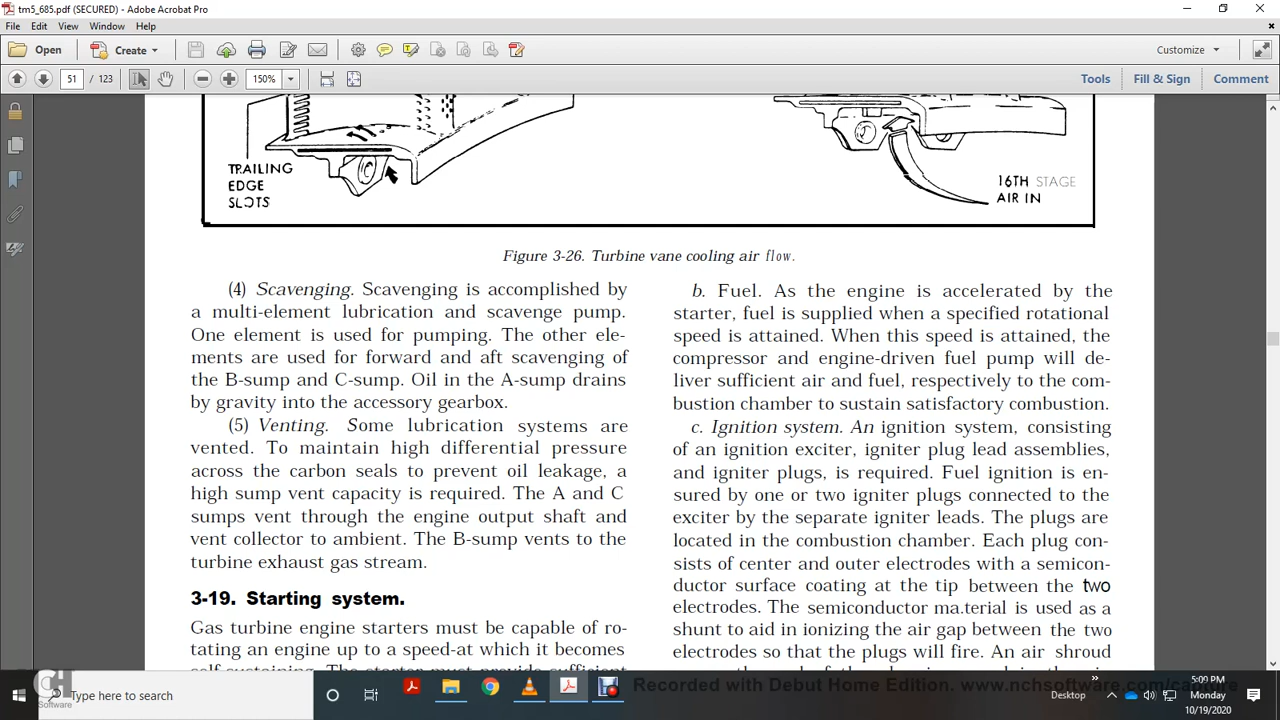 tm5_685.pdf (SECURED) - Adobe Acrobat Pro
File Edit View Window Help
Open Create Customize
51 / 123 150% Tools Fill & Sign Comment
TRAILING
EDGE
SLOTS
16TH STAGE
AIR IN
Figure 3-26. Turbine vane cooling air flow.
(4) Scavenging. Scavenging is accomplished by
a multi-element lubrication and scavenge pump.
One element is used for pumping. The other ele-
ments are used for forward and aft scavenging of
the B-sump and C-sump. Oil in the A-sump drains
by gravity into the accessory gearbox.
(5) Venting. Some lubrication systems are
vented. To maintain high differential pressure
across the carbon seals to prevent oil leakage, a
high sump vent capacity is required. The A and C
sumps vent through the engine output shaft and
vent collector to ambient. The B-sump vents to the
turbine exhaust gas stream.
3-19. Starting system.
Gas turbine engine starters must be capable of ro-
tating an engine up to a speed-at which it becomes
self-sustaining. The starter must provide sufficient
b. Fuel. As the engine is accelerated by the
starter, fuel is supplied when a specified rotational
speed is attained. When this speed is attained, the
compressor and engine-driven fuel pump will de-
liver sufficient air and fuel, respectively to the com-
bustion chamber to sustain satisfactory combustion.
c. Ignition system. An ignition system, consisting
of an ignition exciter, igniter plug lead assemblies,
and igniter plugs, is required. Fuel ignition is en-
sured by one or two igniter plugs connected to the
exciter by the separate igniter leads. The plugs are
located in the combustion chamber. Each plug con-
sists of center and outer electrodes with a semicon-
ductor surface coating at the tip between the two
electrodes. The semiconductor ma.terial is used as a
shunt to aid in ionizing the air gap between the two
electrodes so that the plugs will fire. An air shroud
Recorded with Debut Home Edition. www.nchsoftware.com/capture
Software
Type here to search
Desktop
5:09 PM
Monday
10/19/2020